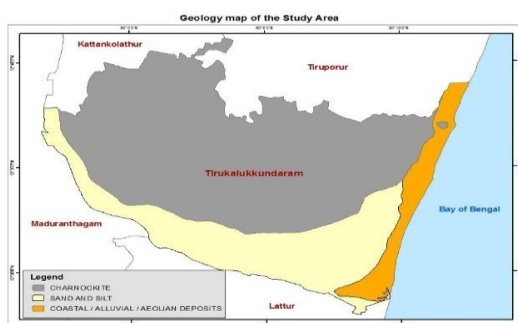 Geology map of the Study Area
Kattankolathur
Tiruporur
Tirukalukkundaram
Bay of Bengal
Maduranthagam
Lattur
Legend
CHARNOCKITE
SAND AND SILT
COASTAL / ALLUVIAL / AEOLIAN DEPOSITS